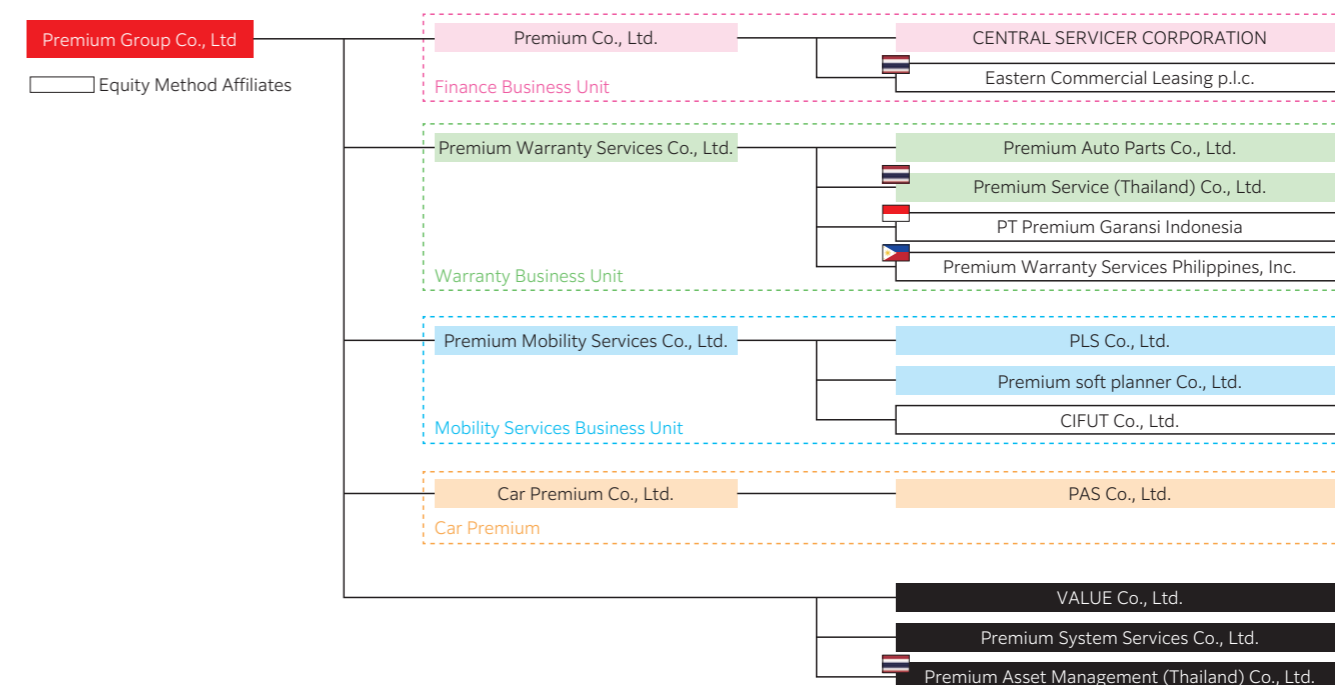 Premium Group Co., Ltd
Equity Method Affiliates
Premium Co., Ltd.
CENTRAL SERVICER CORPORATION
Eastern Commercial Leasing p.l.c.
Finance Business Unit
Premium Warranty Services Co., Ltd.
Premium Auto Parts Co., Ltd.
Premium Service (Thailand) Co., Ltd.
PT Premium Garansi Indonesia
Premium Warranty Services Philippines, Inc.
Warranty Business Unit
Premium Mobility Services Co., Ltd.
PLS Co., Ltd.
Premium soft planner Co., Ltd.
CIFUT Co., Ltd.
Mobility Services Business Unit
Car Premium Co., Ltd.
PAS Co., Ltd.
Car Premium
VALUE Co., Ltd.
Premium System Services Co., Ltd.
Premium Asset Management (Thailand) Co., Ltd.